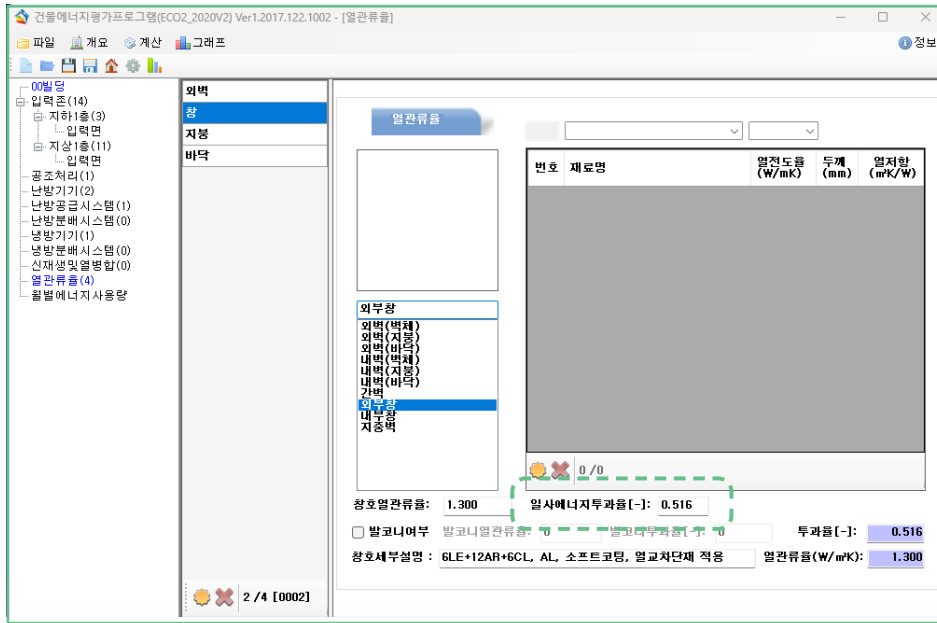 건물에너지평가프로그램(ECO2_2020V2) Ver1.2017.122.1002 - [열관류율]
파일 개요 계산 그래프 정보
00빌딩
입력존(14)
지하1층(3)
입력면
지상1층(11)
입력면
공조처리(1)
난방기기(2)
난방공급시스템(1)
난방분배시스템(0)
냉방기기(1)
냉방분배시스템(0)
신재생및열병합(0)
열관류율(4)
월별에너지사용량
외벽
창
지붕
바닥
2 /4 [0002]
열관류율
번호 재료명 열전도율 (W/mK) 두께 (mm) 열저항 (㎡K/W)
외부창
외벽(벽체)
외벽(지붕)
외벽(바닥)
내벽(벽체)
내벽(지붕)
내벽(바닥)
간벽
외부창
내부창
지중벽
0 /0
창호열관류율: 1.300 일사에너지투과율[-]: 0.516
발코니여부 발코니열관류율: 0 발코니투과율[-]: 0 투과율[-]: 0.516
창호세부설명 : 6LE+12AR+6CL, AL, 소프트코팅, 열교차단재 적용 열관류율(W/㎡K): 1.300